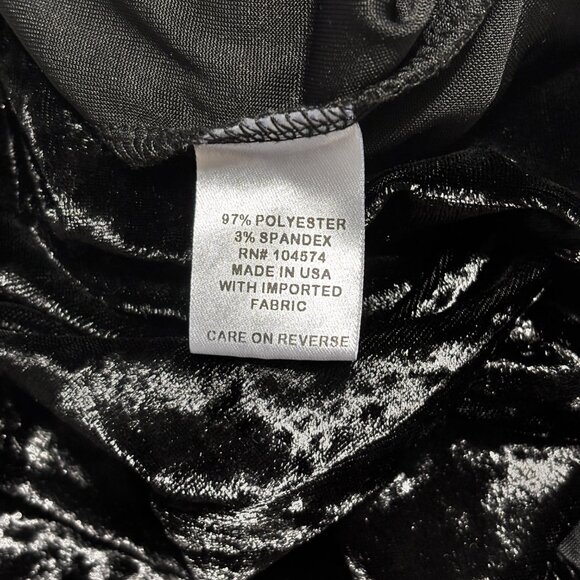 97% POLYESTER
3% SPANDEX
RN# 104574
MADE IN USA
WITH IMPORTED
FABRIC
CARE ON REVERSE